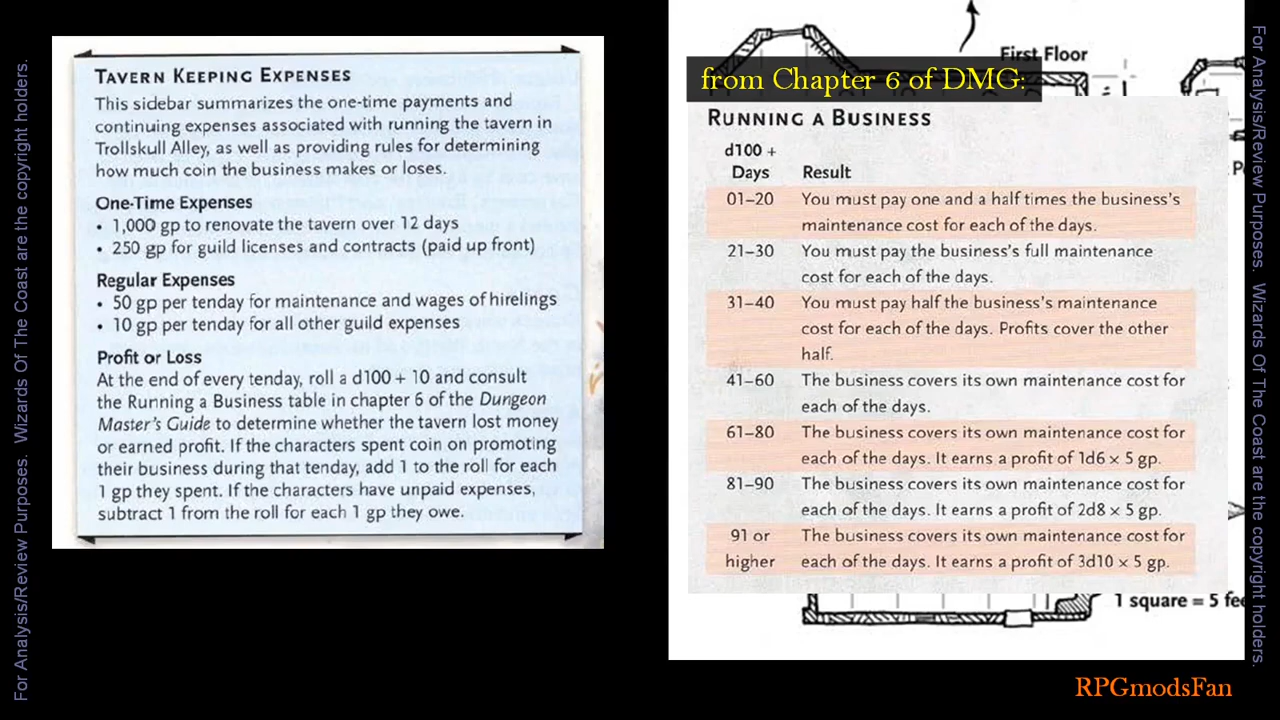 For Analysis/Review Purposes. Wizards Of The Coast are the copyright holders.
TAVERN KEEPING EXPENSES
This sidebar summarizes the one-time payments and
continuing expenses associated with running the tavern in
Trollskull Alley, as well as providing rules for determining
how much coin the business makes or loses.
One-Time Expenses
• 1,000 gp to renovate the tavern over 12 days
• 250 gp for guild licenses and contracts (paid up front)
Regular Expenses
• 50 gp per tenday for maintenance and wages of hirelings
• 10 gp per tenday for all other guild expenses
Profit or Loss
At the end of every tenday, roll a d100 + 10 and consult
the Running a Business table in chapter 6 of the Dungeon
Master's Guide to determine whether the tavern lost money
or earned profit. If the characters spent coin on promoting
their business during that tenday, add 1 to the roll for each
1 gp they spent. If the characters have unpaid expenses,
subtract 1 from the roll for each 1 gp they owe.
First Floor
from Chapter 6 of DMG:
RUNNING A BUSINESS
d100 +
Days Result
01–20 You must pay one and a half times the business's
maintenance cost for each of the days.
21–30 You must pay the business's full maintenance
cost for each of the days.
31–40 You must pay half the business's maintenance
cost for each of the days. Profits cover the other
half.
41–60 The business covers its own maintenance cost for
each of the days.
61–80 The business covers its own maintenance cost for
each of the days. It earns a profit of 1d6 × 5 gp.
81–90 The business covers its own maintenance cost for
each of the days. It earns a profit of 2d8 × 5 gp.
91 or The business covers its own maintenance cost for
higher each of the days. It earns a profit of 3d10 × 5 gp.
1 square = 5 fee
For Analysis/Review Purposes. Wizards Of The Coast are the copyright holders.
RPGmodsFan